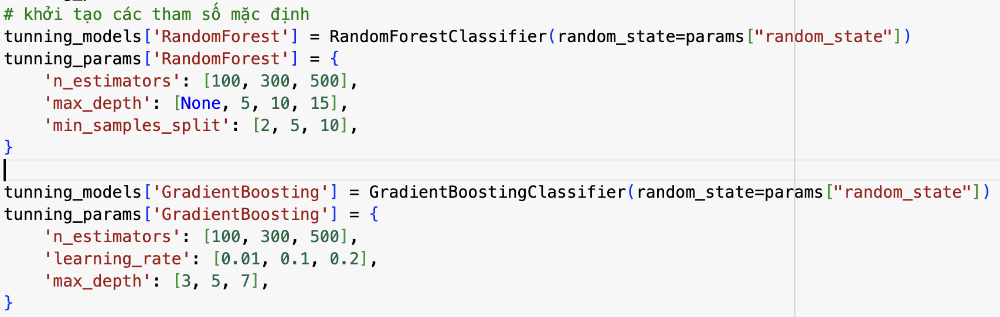 # khởi tạo các tham số mặc định
tunning_models['RandomForest'] = RandomForestClassifier(random_state=params["random_state"])
tunning_params['RandomForest'] = {
    'n_estimators': [100, 300, 500],
    'max_depth': [None, 5, 10, 15],
    'min_samples_split': [2, 5, 10],
}
tunning_models['GradientBoosting'] = GradientBoostingClassifier(random_state=params["random_state"])
tunning_params['GradientBoosting'] = {
    'n_estimators': [100, 300, 500],
    'learning_rate': [0.01, 0.1, 0.2],
    'max_depth': [3, 5, 7],
}